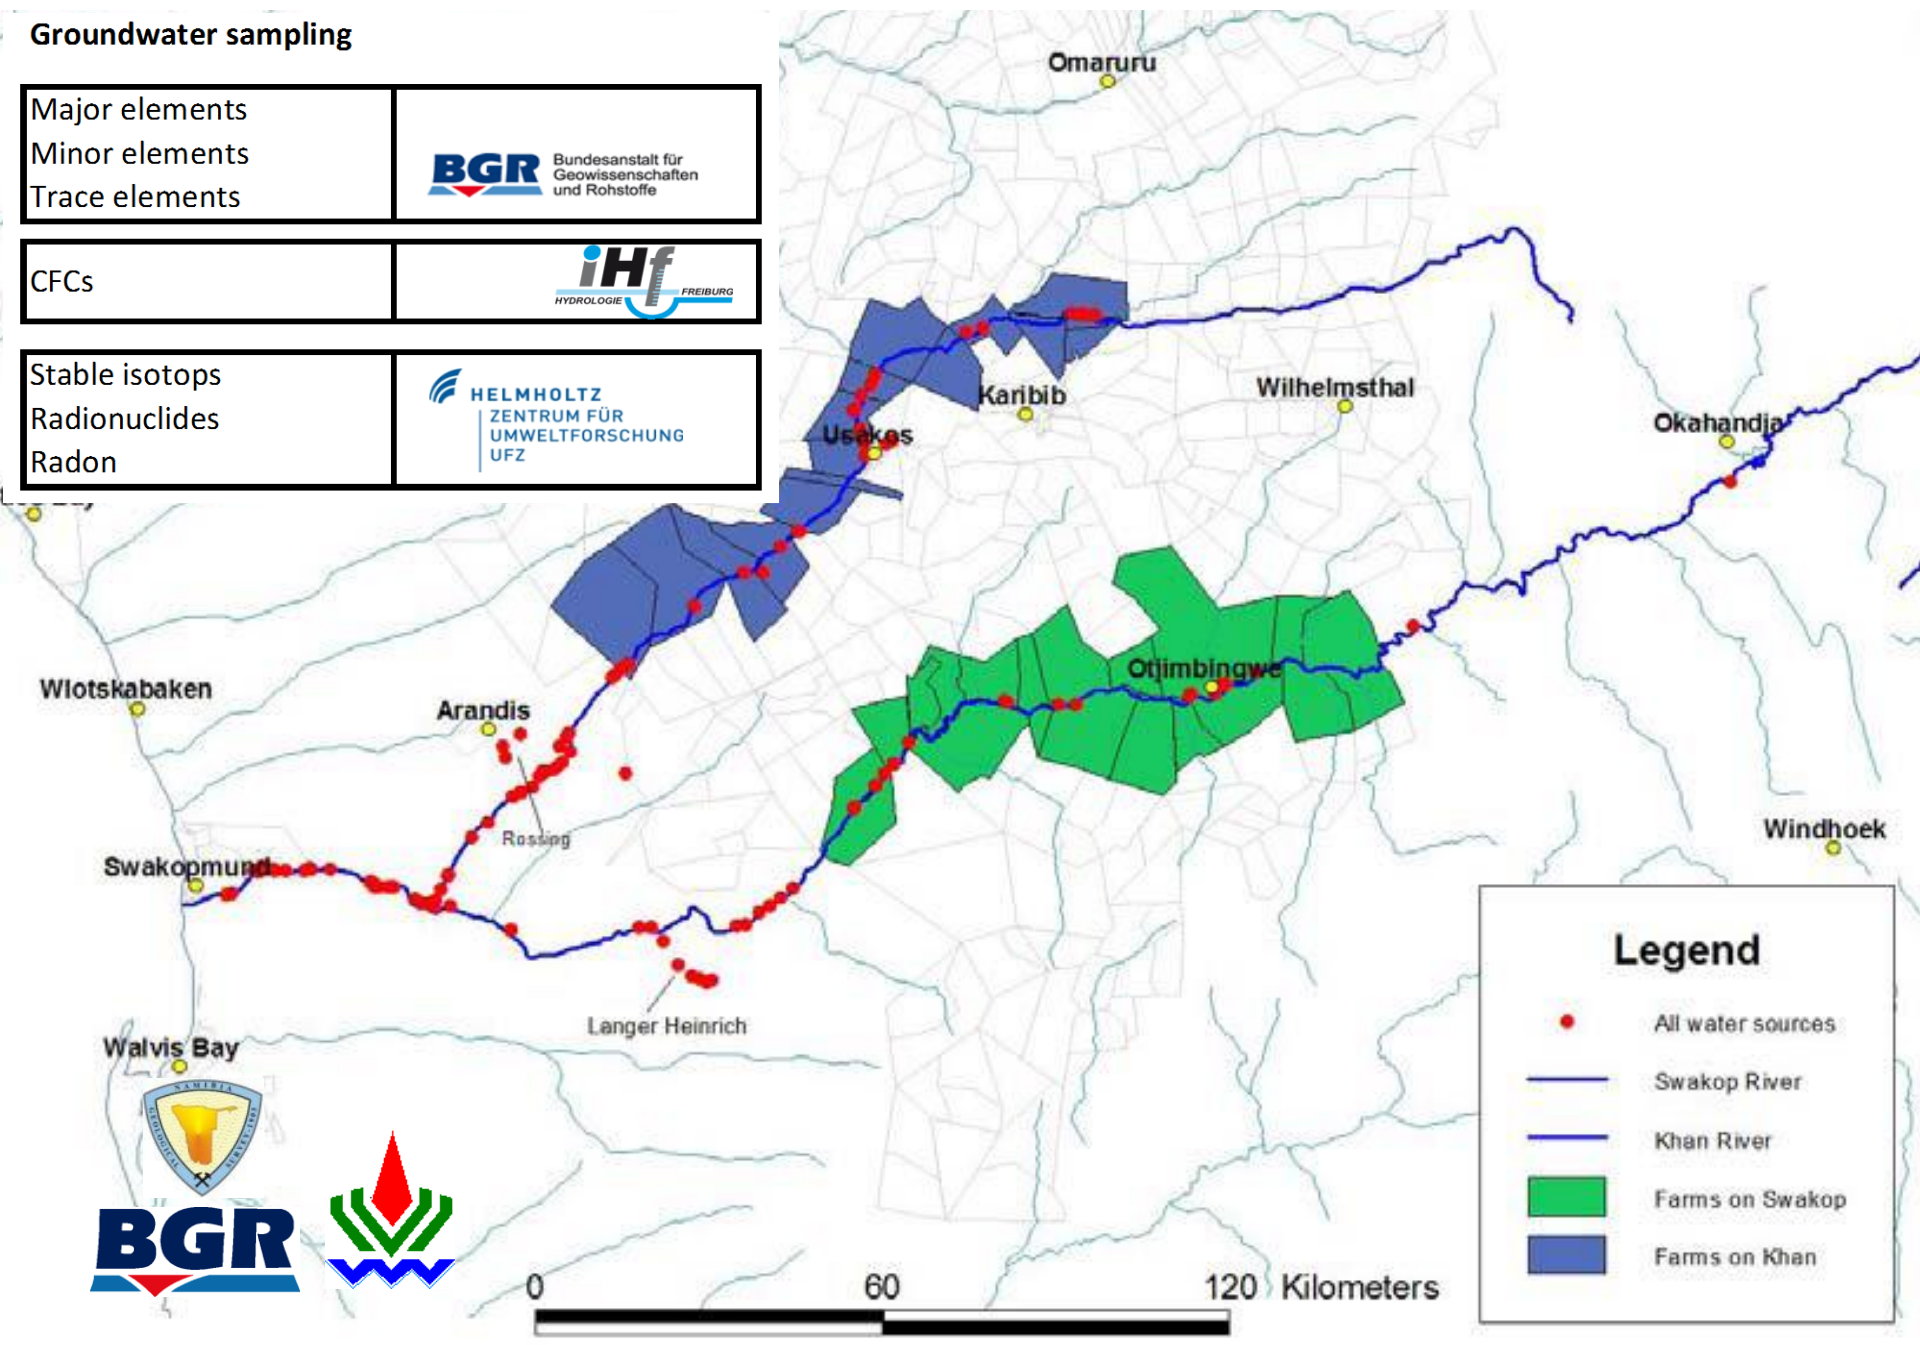 Groundwater sampling
Major elements
Minor elements
Trace elements
BGR
Bundesanstalt für
Geowissenschaften
und Rohstoffe
CFCs
iHf
HYDROLOGIE
FREIBURG
Stable isotops
Radionuclides
Radon
HELMHOLTZ
ZENTRUM FÜR
UMWELTFORSCHUNG
UFZ
Omaruru
Karibib
Wilhelmsthal
Okahandja
Usakos
Otjimbingwe
Wlotskabaken
Arandis
Rossing
Swakopmund
Windhoek
Langer Heinrich
Walvis Bay
NAMIBIA
GEOLOGICAL
BGR
0 60 120 Kilometers
Legend
All water sources
Swakop River
Khan River
Farms on Swakop
Farms on Khan